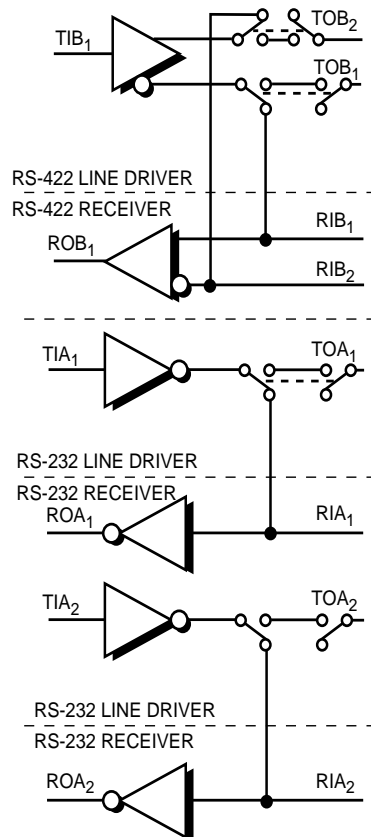 TOB₂
TIB₁
TOB₁
RS-422 LINE DRIVER
RS-422 RECEIVER
RIB₁
ROB₁
RIB₂
TIA₁
TOA₁
RS-232 LINE DRIVER
RS-232 RECEIVER
ROA₁
RIA₁
TIA₂
TOA₂
RS-232 LINE DRIVER
RS-232 RECEIVER
ROA₂
RIA₂